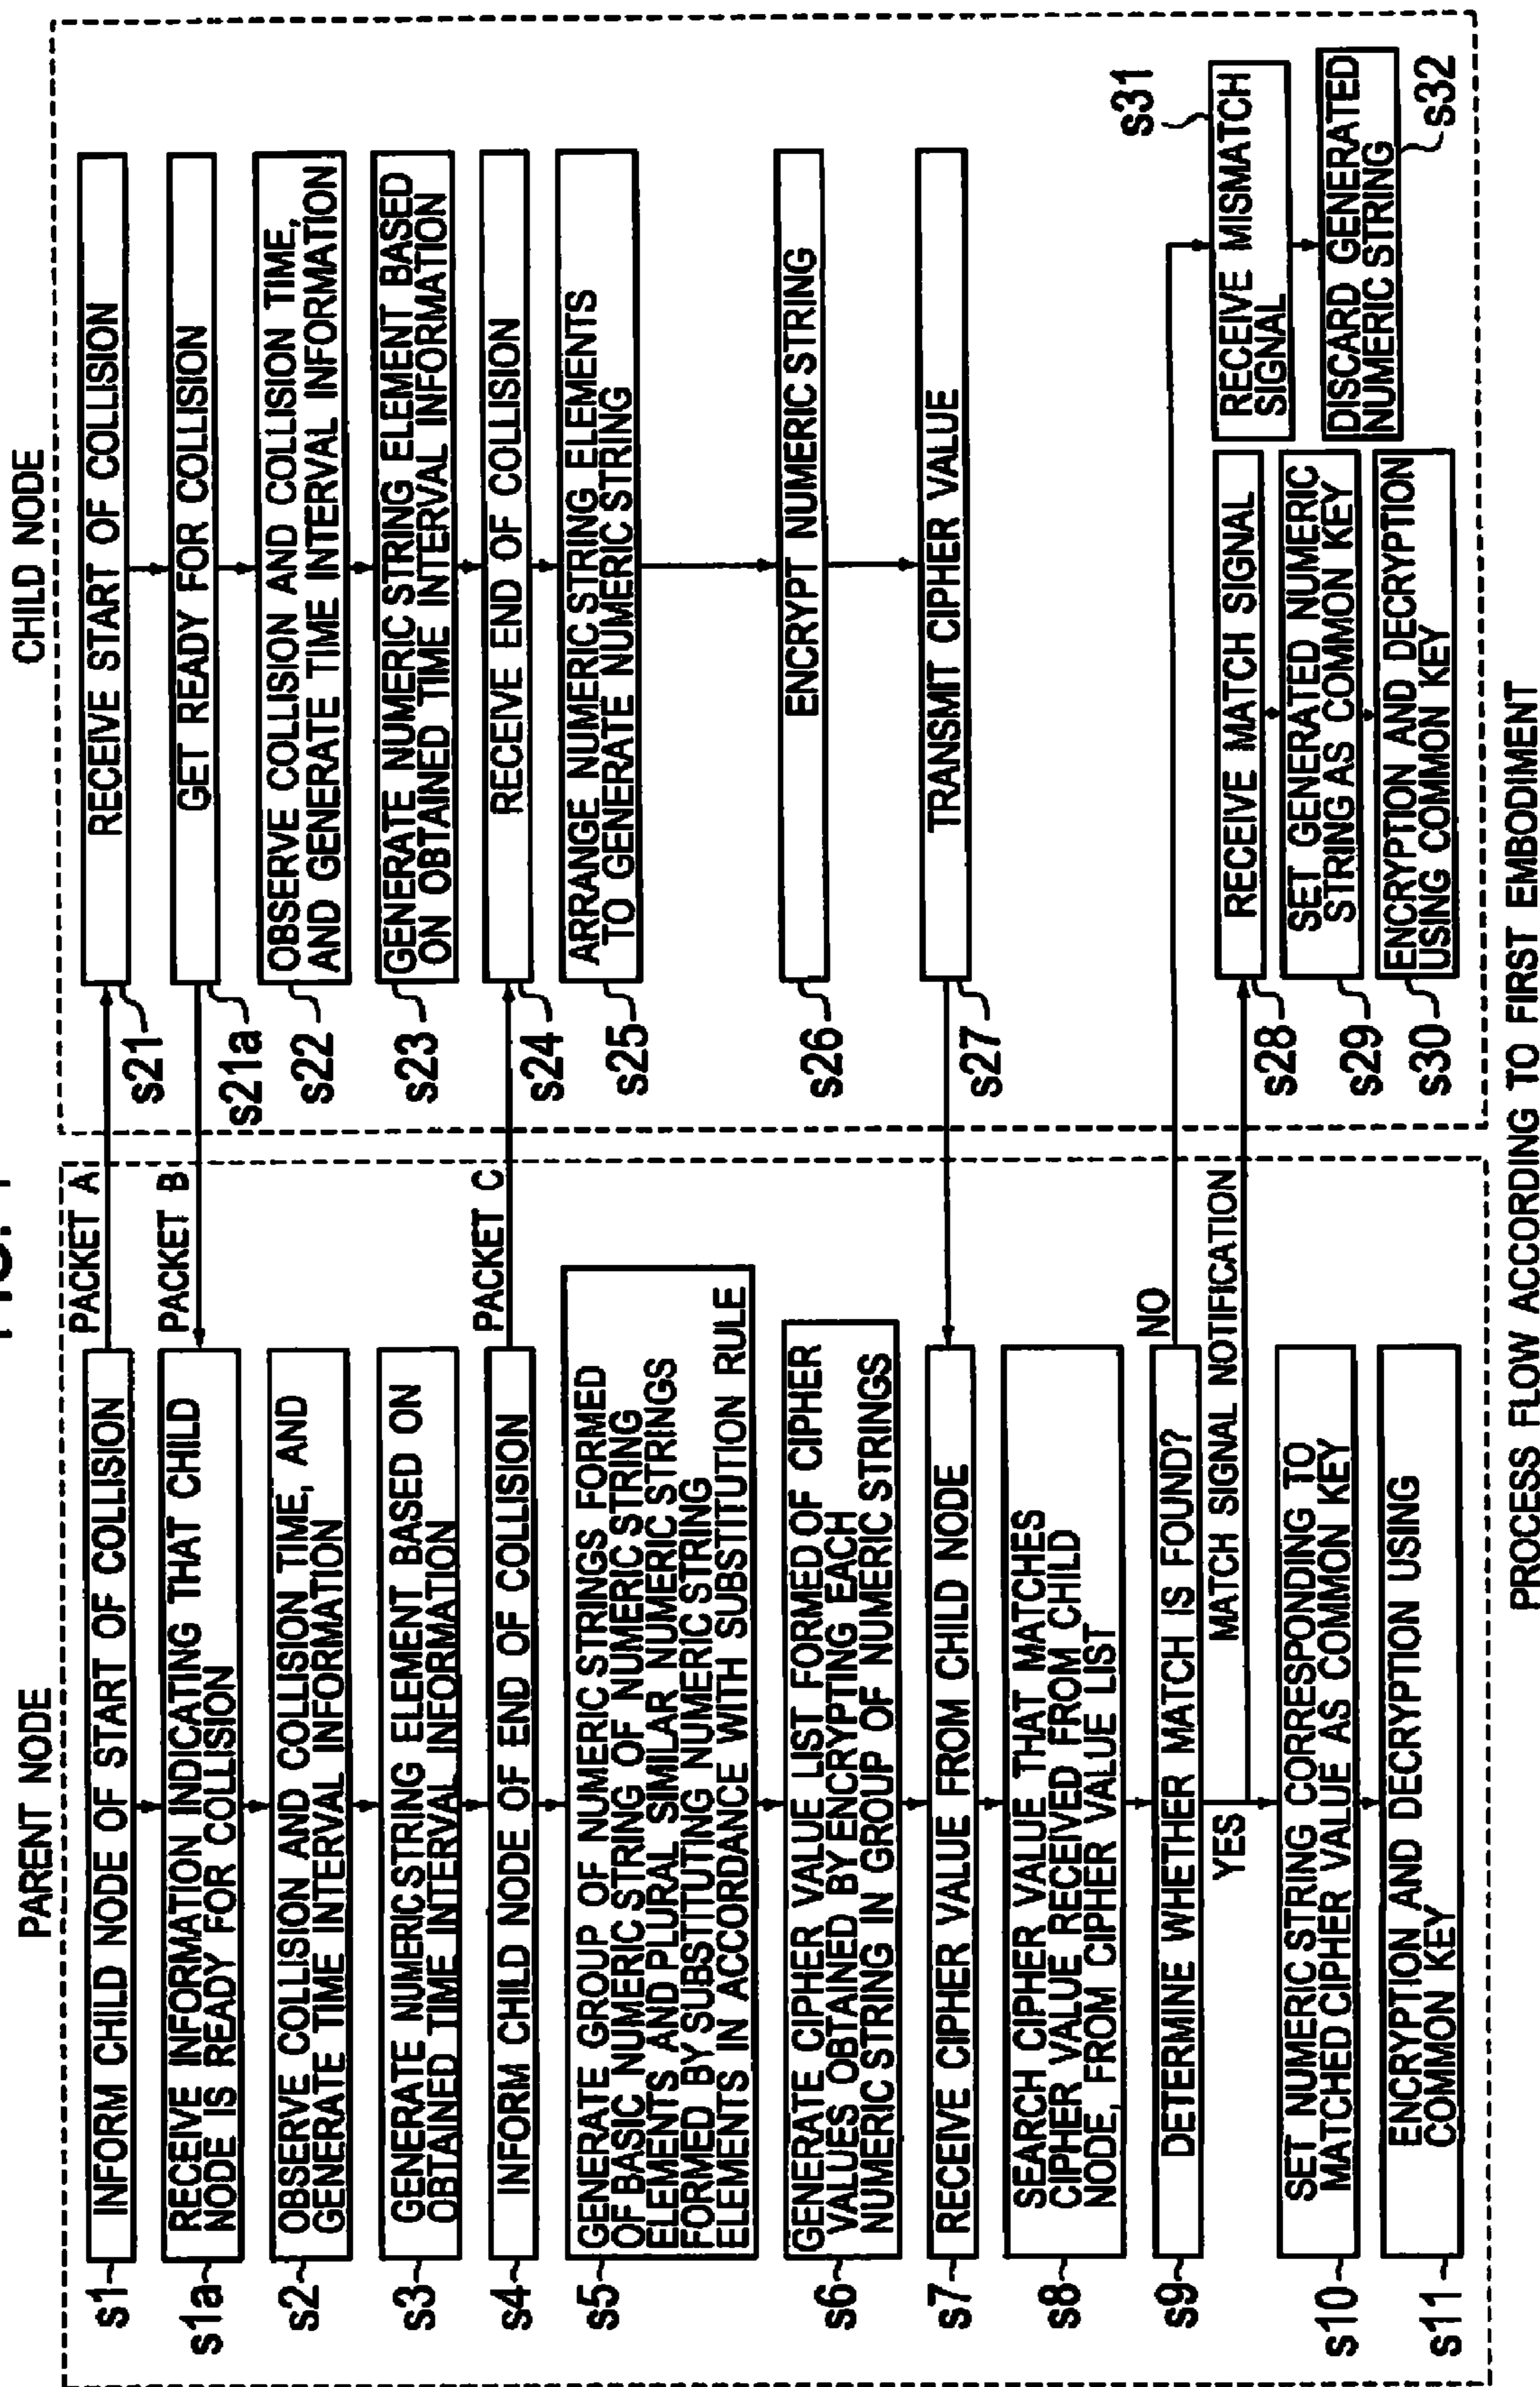 PARENT NODE
s1
INFORM CHILD NODE OF START OF COLLISION
PACKET A
s1a
RECEIVE INFORMATION INDICATING THAT CHILD
NODE IS READY FOR COLLISION
PACKET B
s2
OBSERVE COLLISION AND COLLISION TIME, AND
GENERATE TIME INTERVAL INFORMATION
s3
GENERATE NUMERIC STRING ELEMENT BASED ON
OBTAINED TIME INTERVAL INFORMATION
s4
INFORM CHILD NODE OF END OF COLLISION
PACKET C
s5
GENERATE GROUP OF NUMERIC STRINGS FORMED
OF BASIC NUMERIC STRING OF NUMERIC STRING
ELEMENTS AND PLURAL SIMILAR NUMERIC STRINGS
FORMED BY SUBSTITUTING NUMERIC STRING
ELEMENTS IN ACCORDANCE WITH SUBSTITUTION RULE
s6
GENERATE CIPHER VALUE LIST FORMED OF CIPHER
VALUES OBTAINED BY ENCRYPTING EACH
NUMERIC STRING IN GROUP OF NUMERIC STRINGS
s7
RECEIVE CIPHER VALUE FROM CHILD NODE
s8
SEARCH CIPHER VALUE THAT MATCHES
CIPHER VALUE RECEIVED FROM CHILD
NODE, FROM CIPHER VALUE LIST
s9
DETERMINE WHETHER MATCH IS FOUND?
NO
YES
MATCH SIGNAL NOTIFICATION
s10
SET NUMERIC STRING CORRESPONDING TO
MATCHED CIPHER VALUE AS COMMON KEY
s11
ENCRYPTION AND DECRYPTION USING
COMMON KEY
CHILD NODE
RECEIVE START OF COLLISION
s21
GET READY FOR COLLISION
s21a
OBSERVE COLLISION AND COLLISION TIME,
AND GENERATE TIME INTERVAL INFORMATION
s22
GENERATE NUMERIC STRING ELEMENT BASED
ON OBTAINED TIME INTERVAL INFORMATION
s23
RECEIVE END OF COLLISION
s24
ARRANGE NUMERIC STRING ELEMENTS
TO GENERATE NUMERIC STRING
s25
ENCRYPT NUMERIC STRING
s26
TRANSMIT CIPHER VALUE
s27
RECEIVE MATCH SIGNAL
s28
SET GENERATED NUMERIC
STRING AS COMMON KEY
s29
ENCRYPTION AND DECRYPTION
USING COMMON KEY
s30
RECEIVE MISMATCH
SIGNAL
s31
DISCARD GENERATED
NUMERIC STRING
s32
PROCESS FLOW ACCORDING TO FIRST EMBODIMENT